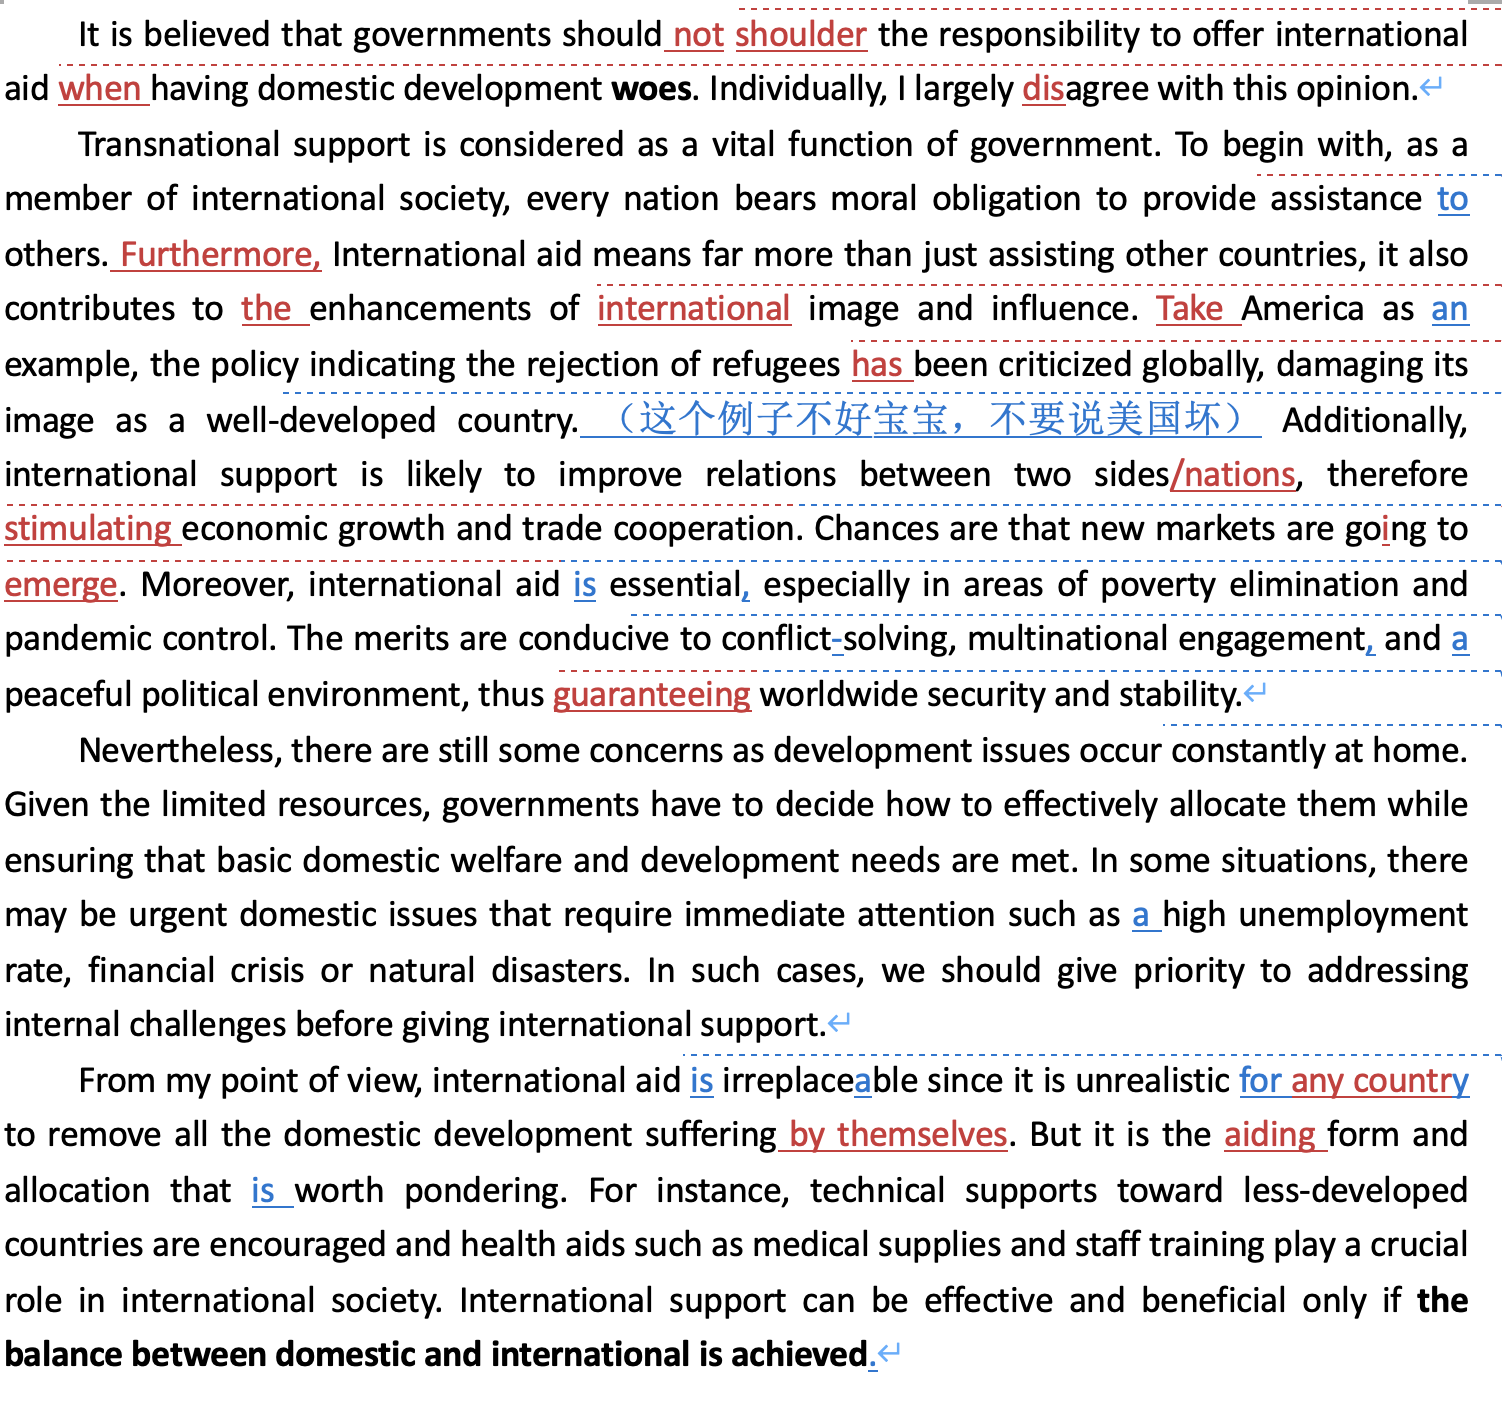 It is believed that governments should not shoulder the responsibility to offer international
aid when having domestic development woes. Individually, I largely disagree with this opinion.↵
Transnational support is considered as a vital function of government. To begin with, as a
member of international society, every nation bears moral obligation to provide assistance to
others. Furthermore, International aid means far more than just assisting other countries, it also
contributes to the enhancements of international image and influence. Take America as an
example, the policy indicating the rejection of refugees has been criticized globally, damaging its
image as a well-developed country. （这个例子不好宝宝，不要说美国坏） Additionally,
international support is likely to improve relations between two sides/nations, therefore
stimulating economic growth and trade cooperation. Chances are that new markets are going to
emerge. Moreover, international aid is essential, especially in areas of poverty elimination and
pandemic control. The merits are conducive to conflict-solving, multinational engagement, and a
peaceful political environment, thus guaranteeing worldwide security and stability.↵
Nevertheless, there are still some concerns as development issues occur constantly at home.
Given the limited resources, governments have to decide how to effectively allocate them while
ensuring that basic domestic welfare and development needs are met. In some situations, there
may be urgent domestic issues that require immediate attention such as a high unemployment
rate, financial crisis or natural disasters. In such cases, we should give priority to addressing
internal challenges before giving international support.↵
From my point of view, international aid is irreplaceable since it is unrealistic for any country
to remove all the domestic development suffering by themselves. But it is the aiding form and
allocation that is worth pondering. For instance, technical supports toward less-developed
countries are encouraged and health aids such as medical supplies and staff training play a crucial
role in international society. International support can be effective and beneficial only if the
balance between domestic and international is achieved.↵